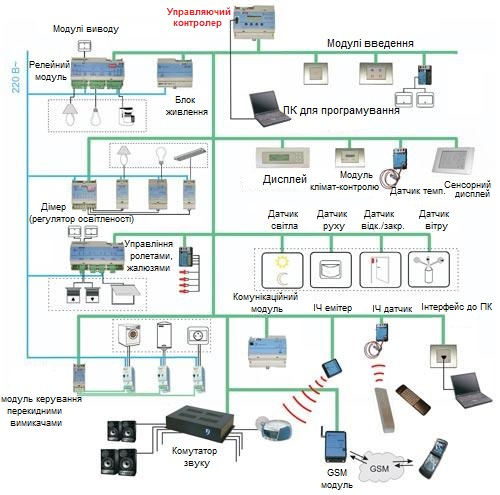 Управляючий
контролер
Модулі виводу
Релейний
модуль
220 В~
Блок
живлення
Модулі введення
ПК для програмування
Дисплей
Модуль
клімат-контролю
Датчик темп.
Сенсорний
дисплей
Дімер
(регулятор освітленості)
Управління
ролетами,
жалюзями
Датчик
світла
Датчик
руху
Датчик
відк./закр.
Датчик
вітру
Комунікаційний
модуль
ІЧ емітер
ІЧ датчик
Інтерфейс до ПК
модуль керування
перекидними
вимикачами
Комутатор
звуку
GSM
модуль
GSM